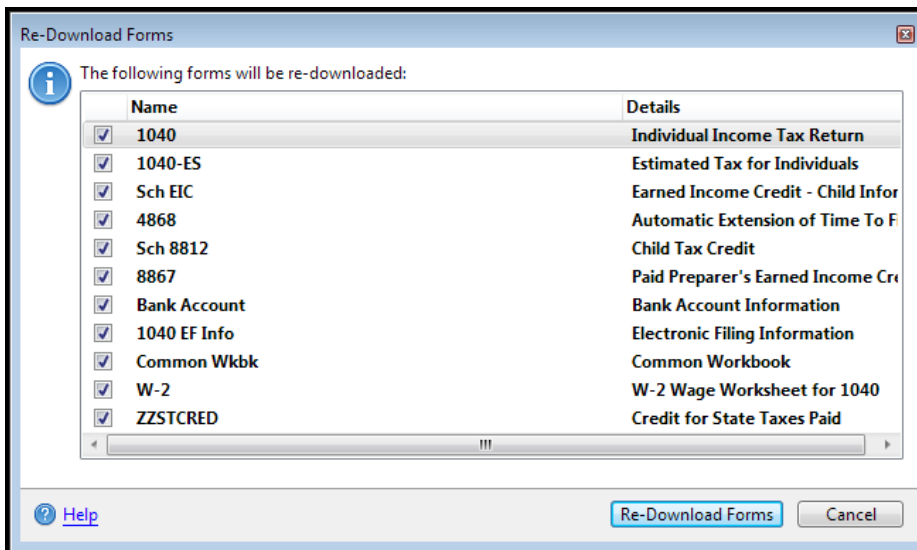 Re-Download Forms
The following forms will be re-downloaded:
Name Details
1040 Individual Income Tax Return
1040-ES Estimated Tax for Individuals
Sch EIC Earned Income Credit - Child Infor
4868 Automatic Extension of Time To Fi
Sch 8812 Child Tax Credit
8867 Paid Preparer's Earned Income Cre
Bank Account Bank Account Information
1040 EF Info Electronic Filing Information
Common Wkbk Common Workbook
W-2 W-2 Wage Worksheet for 1040
ZZSTCRED Credit for State Taxes Paid
Help Re-Download Forms Cancel